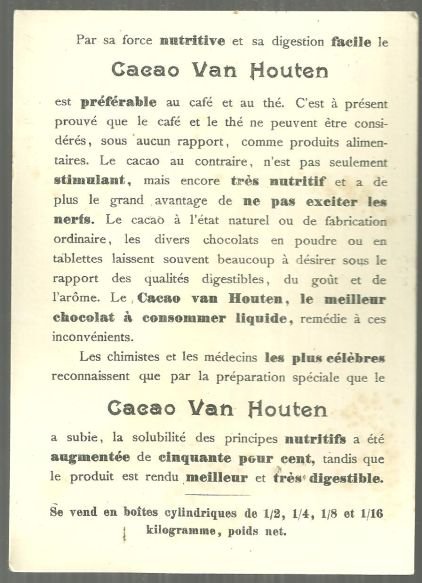 Par sa force nutritive et sa digestion facile le
Cacao Van Houten
est préférable au café et au thé. C'est à présent
prouvé que le café et le thé ne peuvent être consi-
dérés, sous aucun rapport, comme produits alimen-
taires. Le cacao au contraire, n'est pas seulement
stimulant, mais encore très nutritif et a de
plus le grand avantage de ne pas exciter les
nerfs. Le cacao à l'état naturel ou de fabrication
ordinaire, les divers chocolats en poudre ou en
tablettes laissent souvent beaucoup à désirer sous le
rapport des qualités digestibles, du goût et de
l'arôme. Le Cacao van Houten, le meilleur
chocolat à consommer liquide, remédie à ces
inconvénients.
Les chimistes et les médecins les plus célèbres
reconnaissent que par la préparation spéciale que le
Cacao Van Houten
a subie, la solubilité des principes nutritifs a été
augmentée de cinquante pour cent, tandis que
le produit est rendu meilleur et très digestible.
Se vend en boîtes cylindriques de 1/2, 1/4, 1/8 et 1/16
kilogramme, poids net.